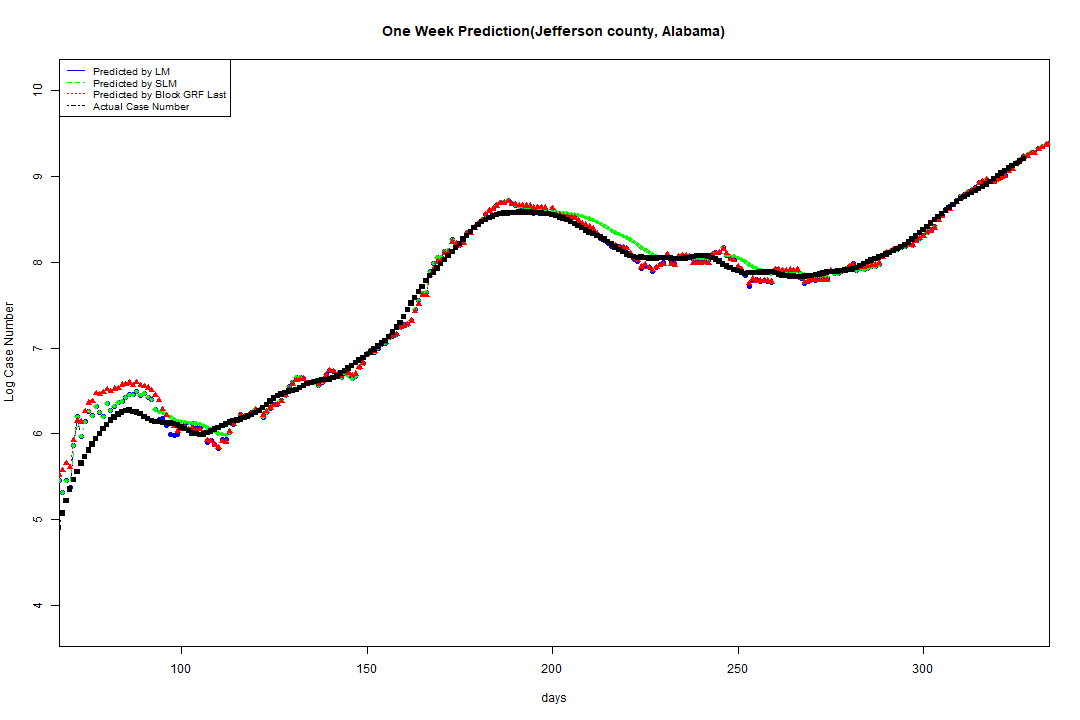 One Week Prediction(Jefferson county, Alabama)
Predicted by LM
Predicted by SLM
Predicted by Block GRF Last
Actual Case Number
10
9
8
7
6
5
4
Log Case Number
100
150
200
250
300
days